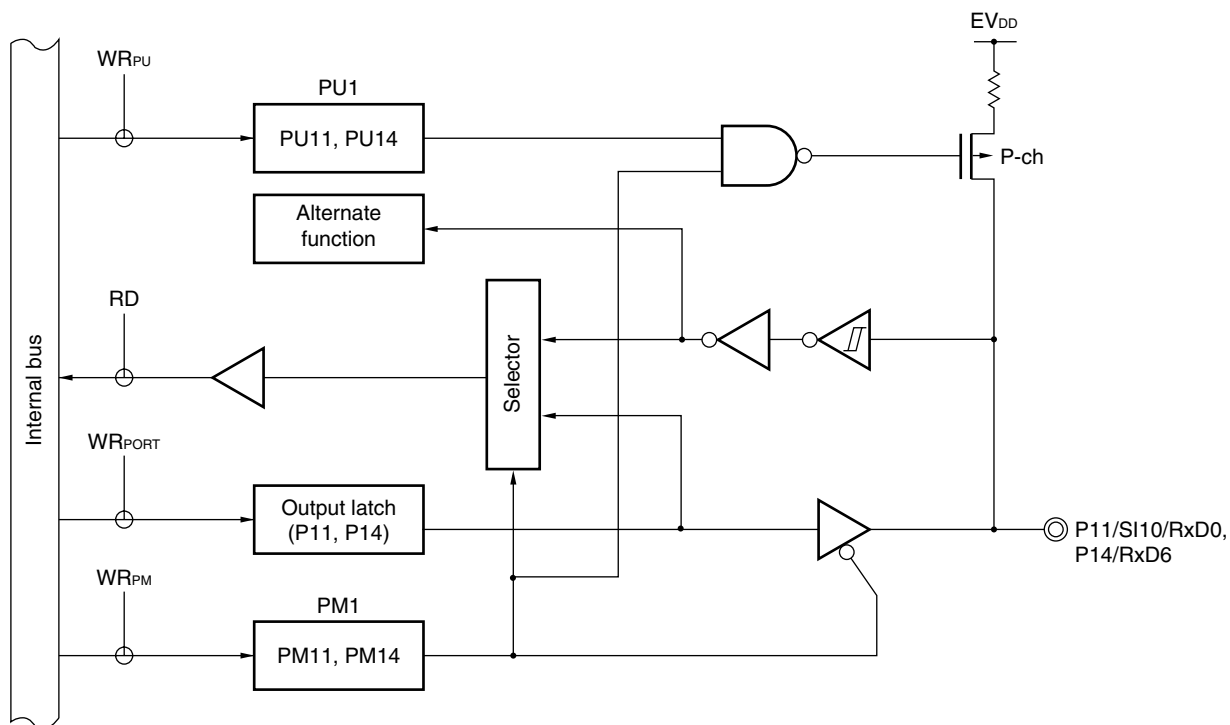 EVDD
WRPU
PU1
PU11, PU14
P-ch
Alternate
function
RD
Selector
Internal bus
WRPORT
Output latch
(P11, P14)
P11/SI10/RxD0,
P14/RxD6
WRPM
PM1
PM11, PM14